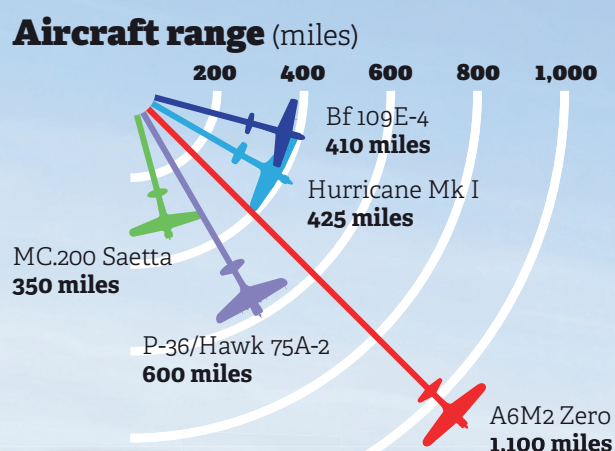 Aircraft range (miles)
200 400 600 800 1,000
Bf 109E-4
410 miles
Hurricane Mk I
425 miles
MC.200 Saetta
350 miles
P-36/Hawk 75A-2
600 miles
A6M2 Zero
1,100 miles